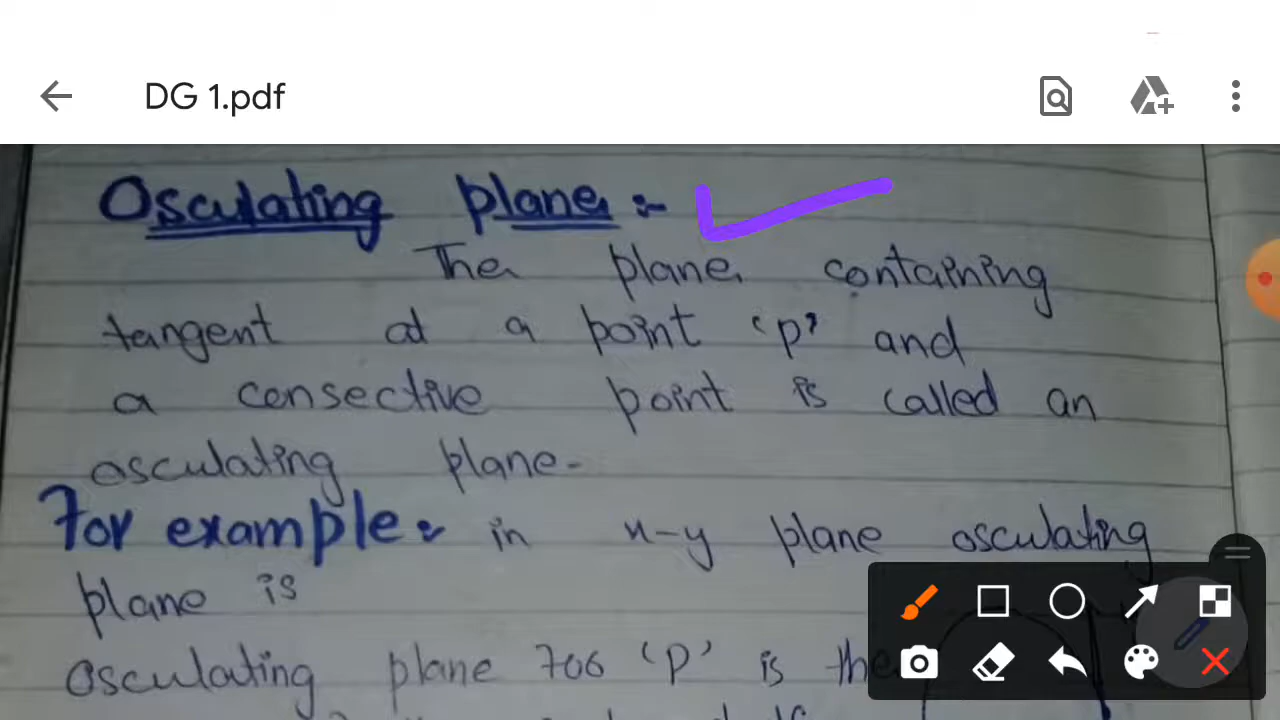 DG 1.pdf
Osculating plane :-
The plane containing
tangent at a point 'p' and
a consective point is called an
osculating plane-
For example :- in x-y plane osculating
plane is
osculating plane 706 'p' is the